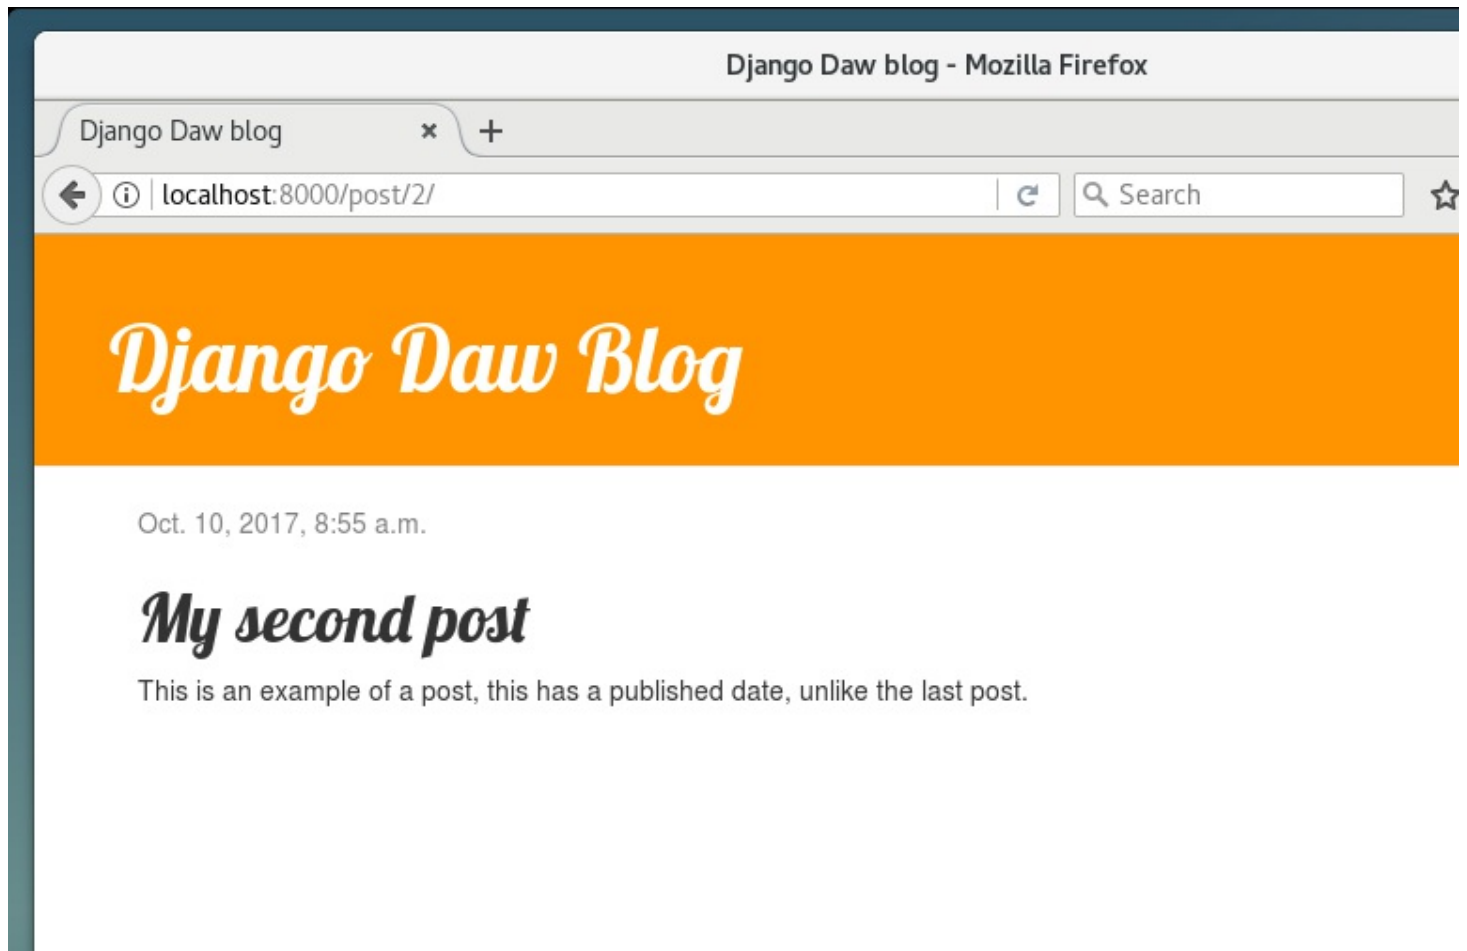 Django Daw blog - Mozilla Firefox
Django Daw blog
localhost:8000/post/2/
Search
Django Daw Blog
Oct. 10, 2017, 8:55 a.m.
My second post
This is an example of a post, this has a published date, unlike the last post.